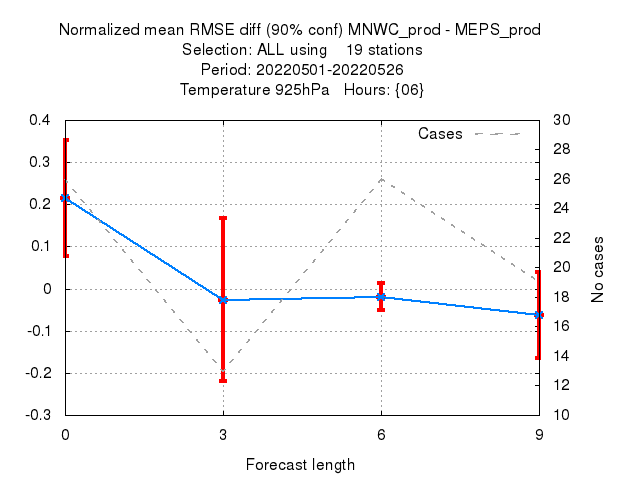 Normalized mean RMSE diff (90% conf) MNWC_prod - MEPS_prod
Selection: ALL using 19 stations
Period: 20220501-20220526
Temperature 925hPa Hours: {06}
Cases
0.4
0.3
0.2
0.1
0
-0.1
-0.2
-0.3
30
28
26
24
22
20
18
16
14
12
10
No cases
0 3 6 9
Forecast length